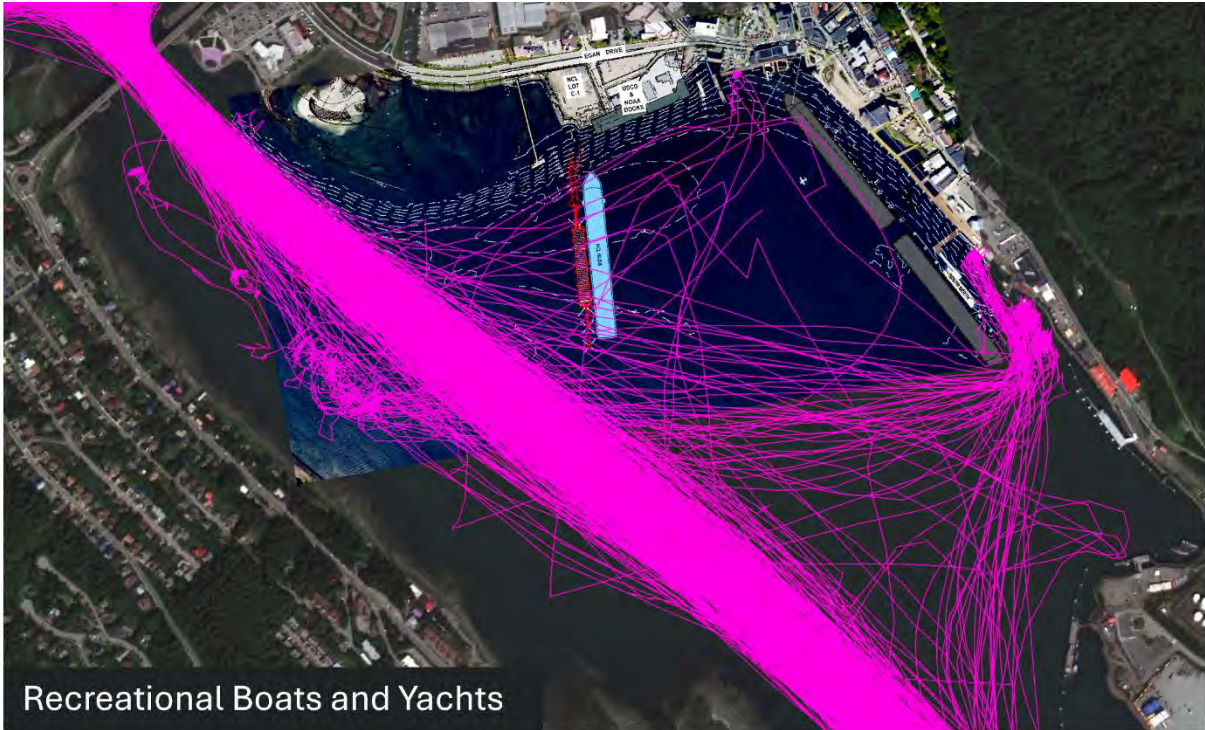 EGAN DRIVE
NCL
LOT
C-1
USCG
&
NOAA
DOCKS
Recreational Boats and Yachts